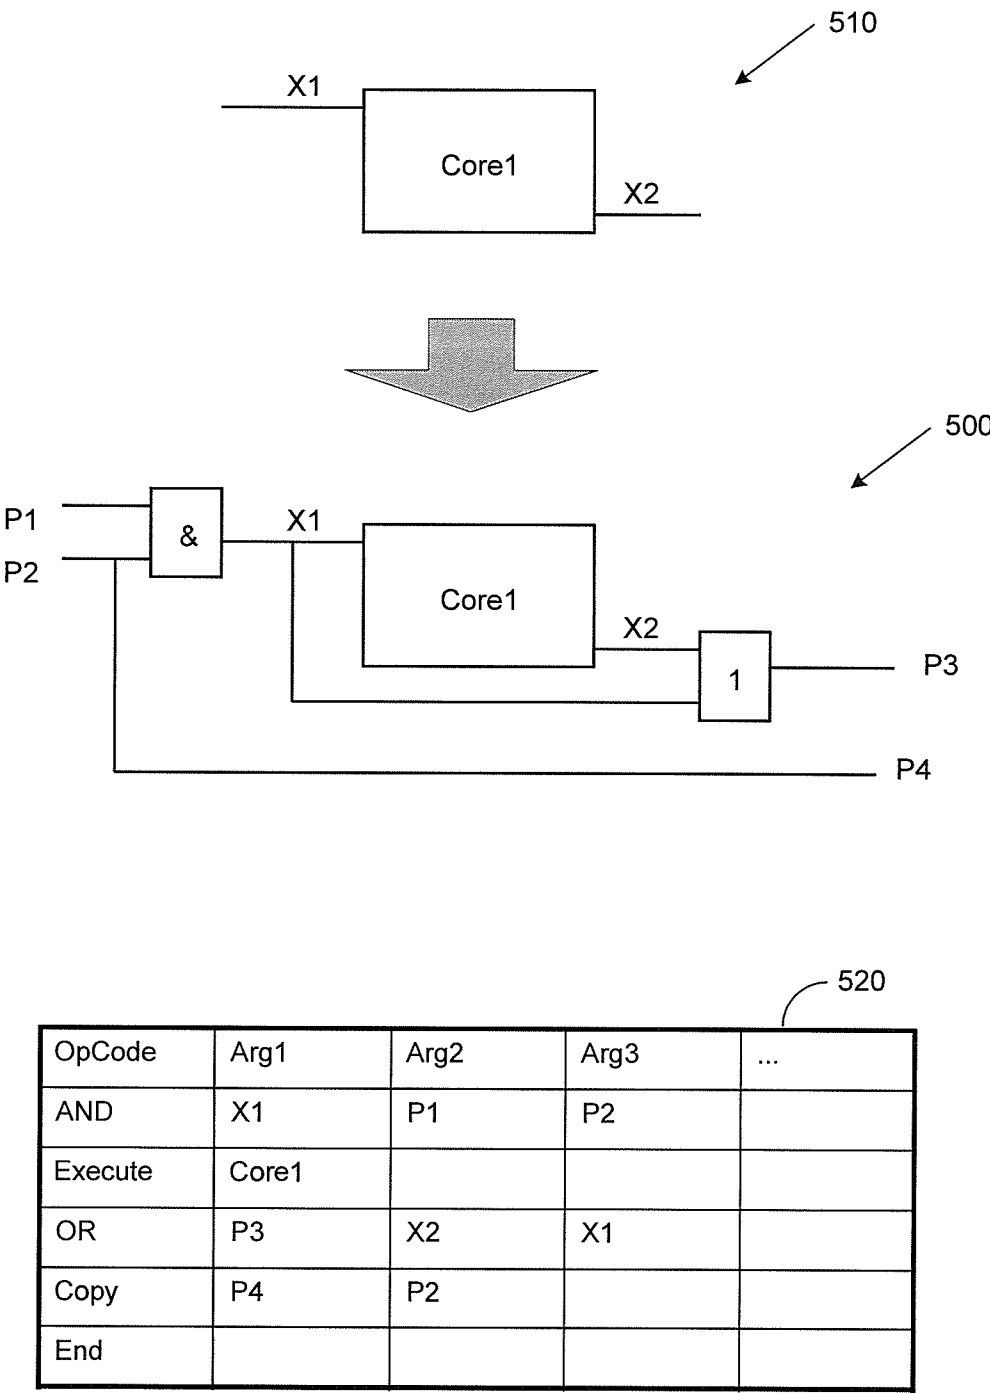 510
X1
Core1
X2
500
P1
&
X1
P2
Core1
X2
1
P3
P4
520
OpCode Arg1 Arg2 Arg3 ...
AND X1 P1 P2
Execute Core1
OR P3 X2 X1
Copy P4 P2
End